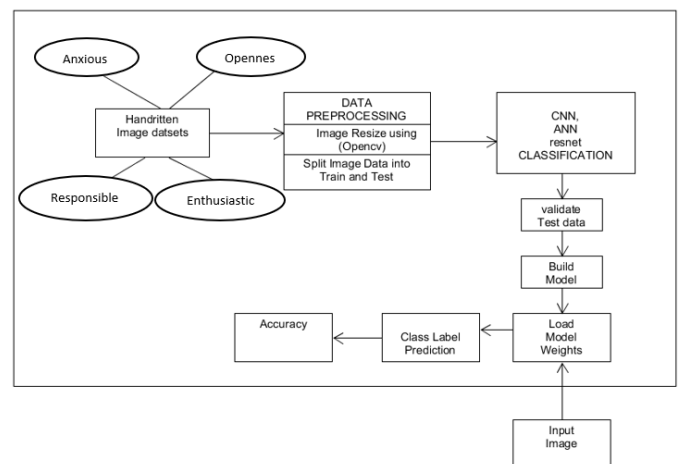 Anxious
Opennes
Handritten
Image datsets
Responsible
Enthusiastic
DATA
PREPROCESSING
Image Resize using
(Opencv)
Split Image Data into
Train and Test
CNN,
ANN
resnet
CLASSIFICATION
validate
Test data
Build
Model
Load
Model
Weights
Class Label
Prediction
Accuracy
Input
Image